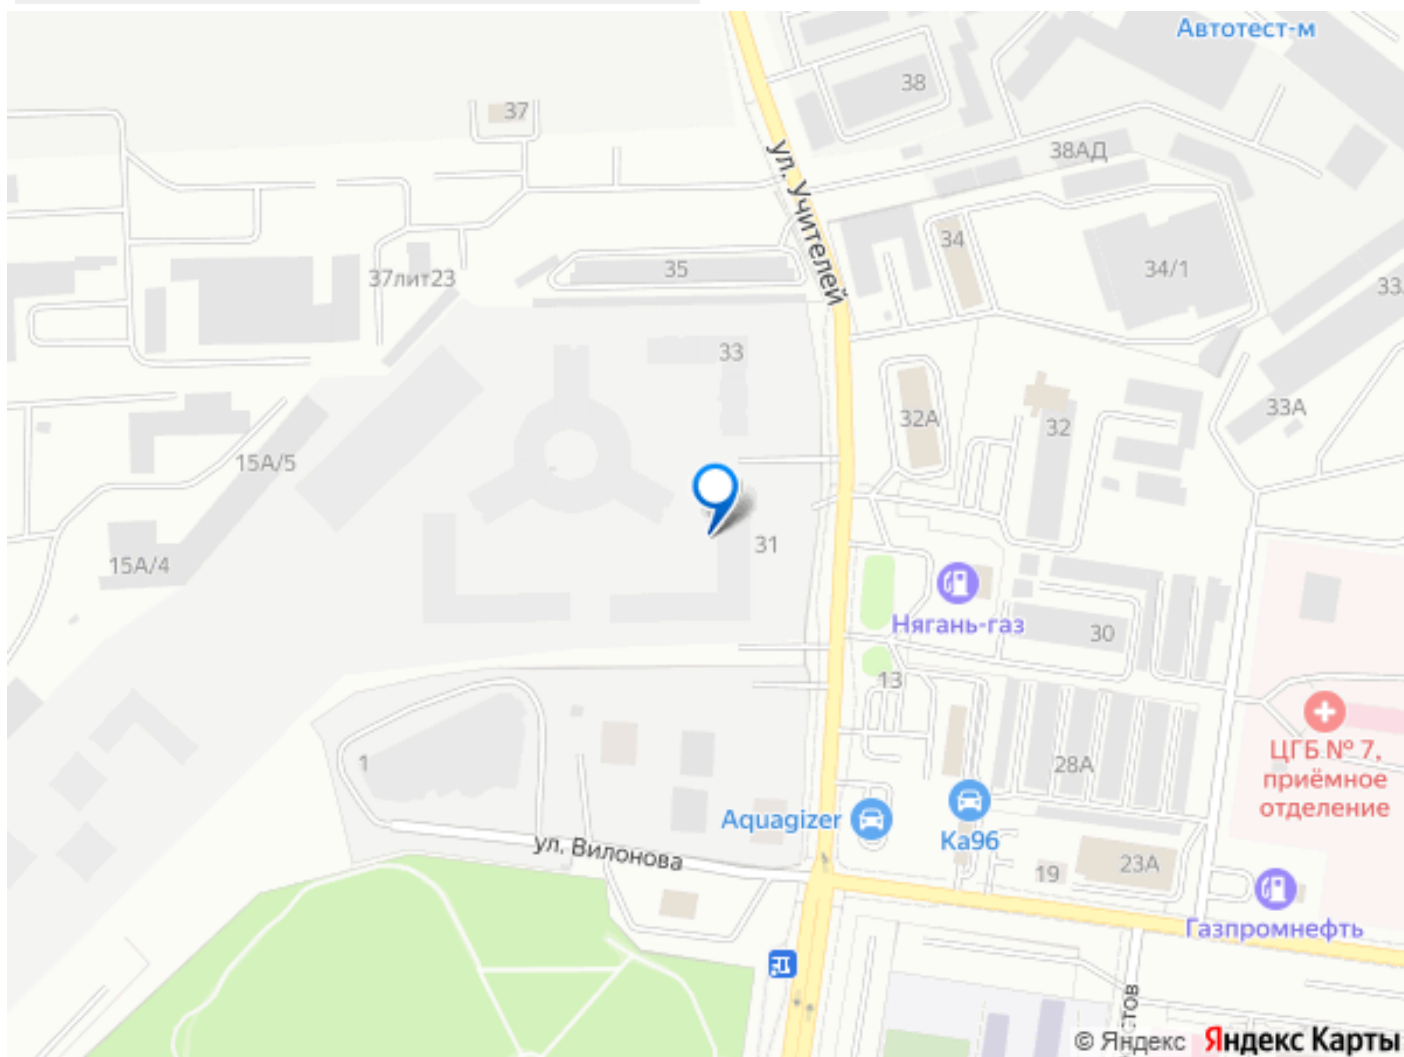 Автотест-м
38
37
38АД
ул. Учителей
34
34/1
35
37лит23
33
32А
33А
32
15А/5
31
15А/4
Нягань-газ
30
13
ЦГБ № 7,
приёмное
отделение
1
28А
Aquagizer
Ка96
ул. Вилонова
19
23А
Газпромнефть
© Яндекс Яндекс Карты